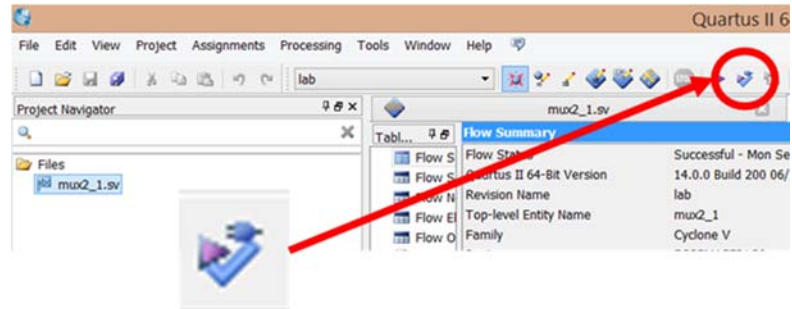 Quartus II 6
File Edit View Project Assignments Processing Tools Window Help
lab
Project Navigator
mux2_1.sv
Tabl...
Flow Summary
Files
mux2_1.sv
Flow S
Flow S
Flow N
Flow El
Flow O
Flow Status Successful - Mon Se
Quartus II 64-Bit Version 14.0.0 Build 200 06/
Revision Name lab
Top-level Entity Name mux2_1
Family Cyclone V